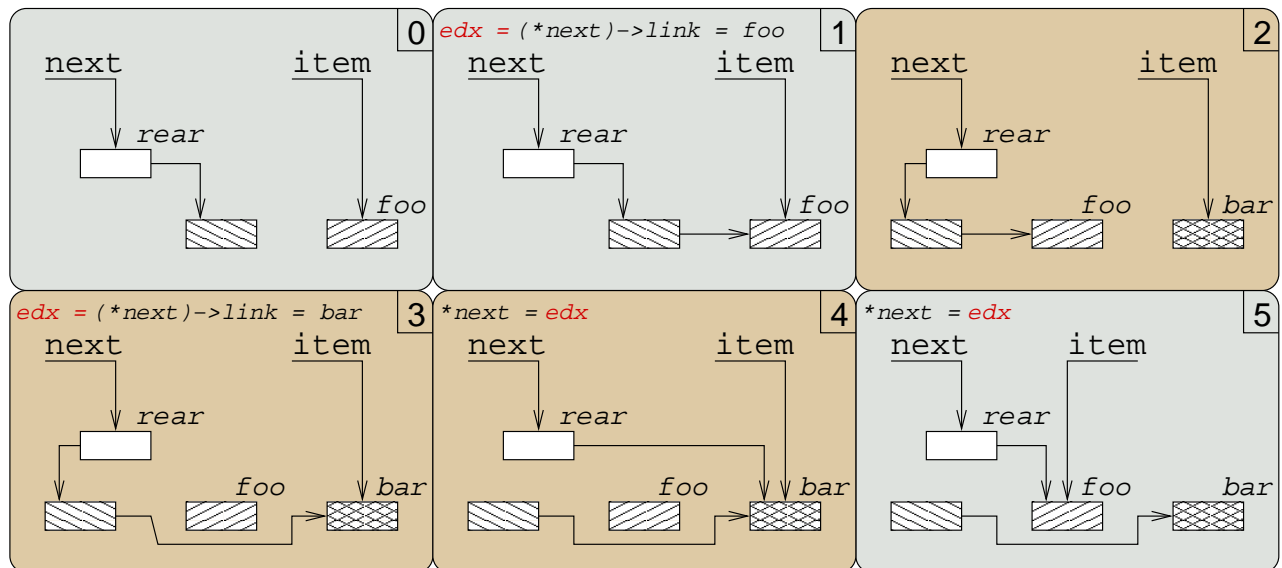 0
next item
rear
foo
edx = (*next)->link = foo 1
next item
rear
foo
2
next item
rear
foo bar
edx = (*next)->link = bar 3
next item
rear
foo bar
*next = edx 4
next item
rear
foo bar
*next = edx 5
next item
rear
foo bar